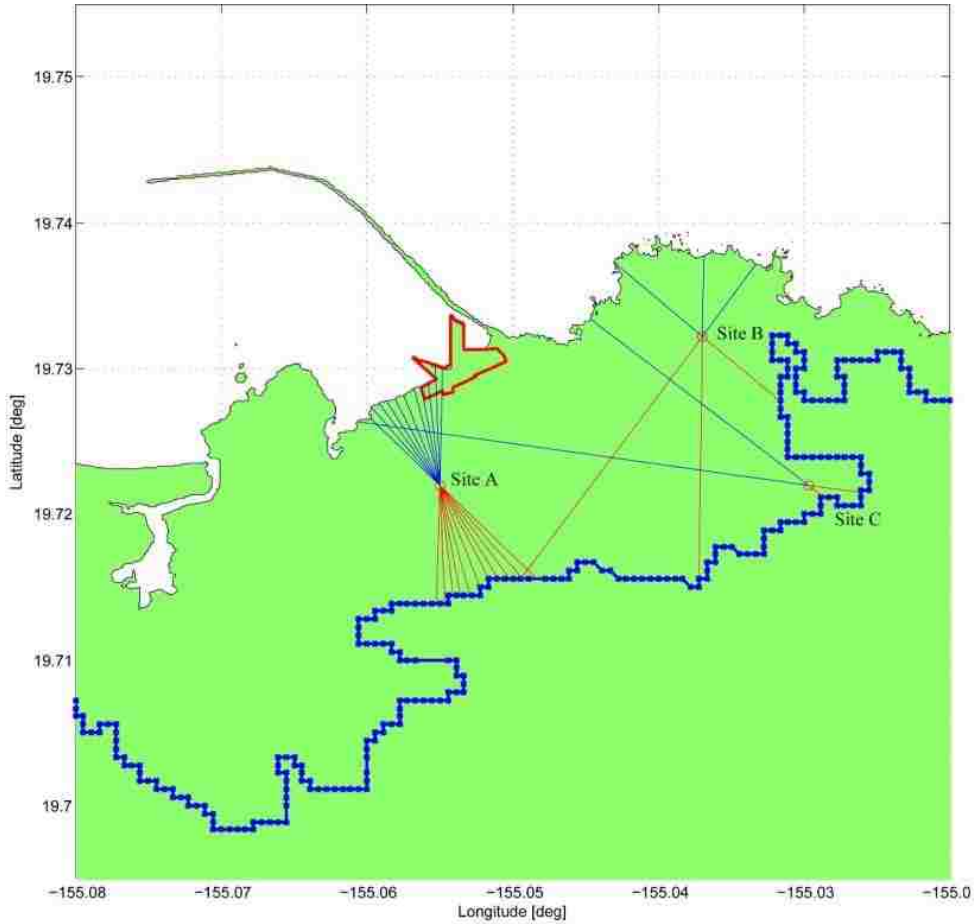 19.75
19.74
19.73
19.72
19.71
19.7
Latitude [deg]
Site B
Site A
Site C
−155.08
−155.07
−155.06
−155.05
−155.04
−155.03
−155.0
Longitude [deg]